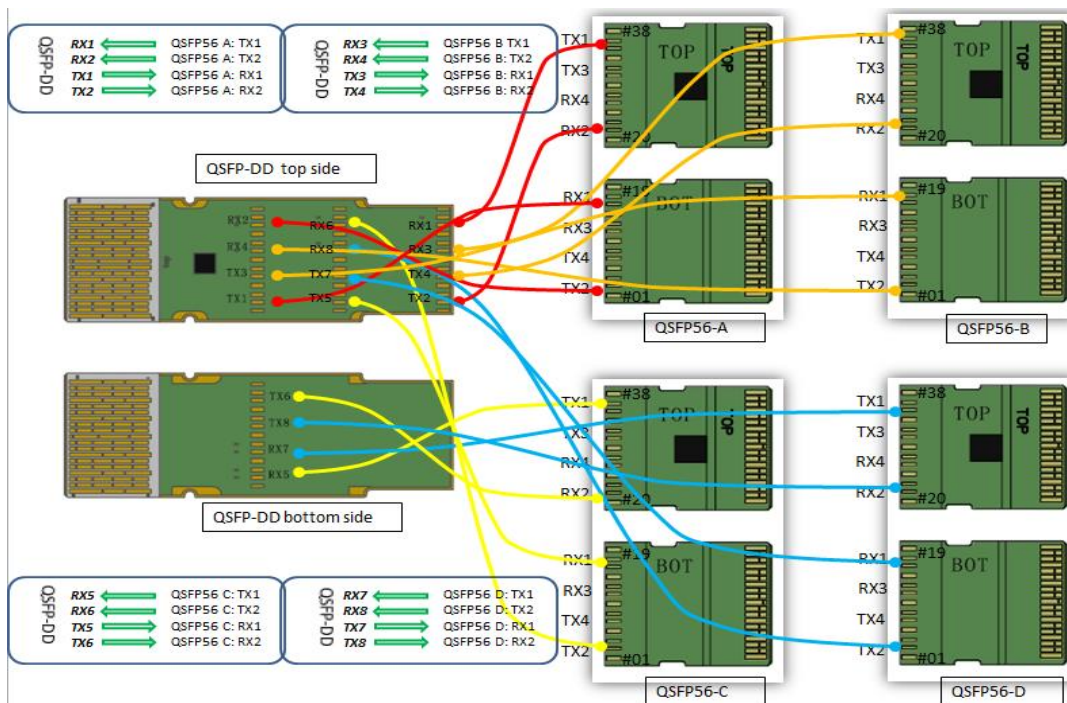 QSFP-DD
RX1 QSFP56 A: TX1
RX2 QSFP56 A: TX2
TX1 QSFP56 A: RX1
TX2 QSFP56 A: RX2
QSFP-DD
RX3 QSFP56 B TX1
RX4 QSFP56 B: TX2
TX3 QSFP56 B: RX1
TX4 QSFP56 B: RX2
QSFP-DD top side
RX2
RX4
TX3
TX1
RX6
RX8
TX7
TX5
RX1
RX3
TX4
TX2
TX1
TX3
RX4
RX2
#38
TOP
TOP
#20
RX1
RX3
TX4
TX2
#19
BOT
#01
QSFP56-A
TX1
TX3
RX4
RX2
#38
TOP
TOP
#20
RX1
RX3
TX4
TX2
#19
BOT
#01
QSFP56-B
TX6
TX8
RX7
RX5
QSFP-DD bottom side
TX1
TX3
RX4
RX2
#38
TOP
TOP
#20
RX1
RX3
TX4
TX2
#19
BOT
#01
QSFP56-C
TX1
TX3
RX4
RX2
#38
TOP
TOP
#20
RX1
RX3
TX4
TX2
#19
BOT
#01
QSFP56-D
QSFP-DD
RX5 QSFP56 C: TX1
RX6 QSFP56 C: TX2
TX5 QSFP56 C: RX1
TX6 QSFP56 C: RX2
QSFP-DD
RX7 QSFP56 D: TX1
RX8 QSFP56 D: TX2
TX7 QSFP56 D: RX1
TX8 QSFP56 D: RX2